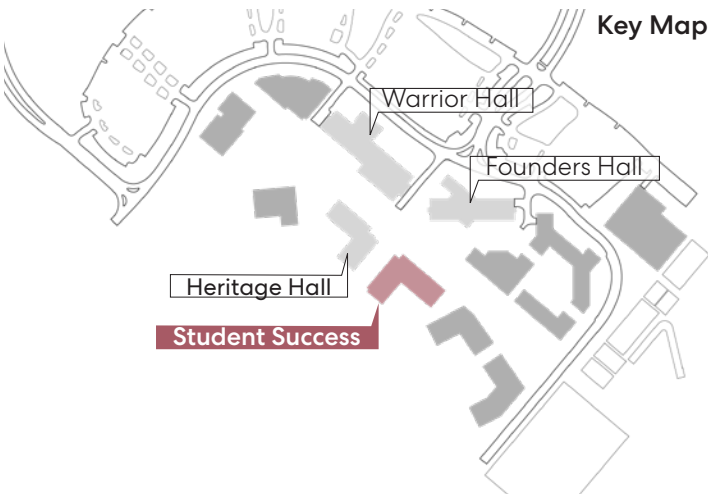 Key Map
Warrior Hall
Founders Hall
Heritage Hall
Student Success